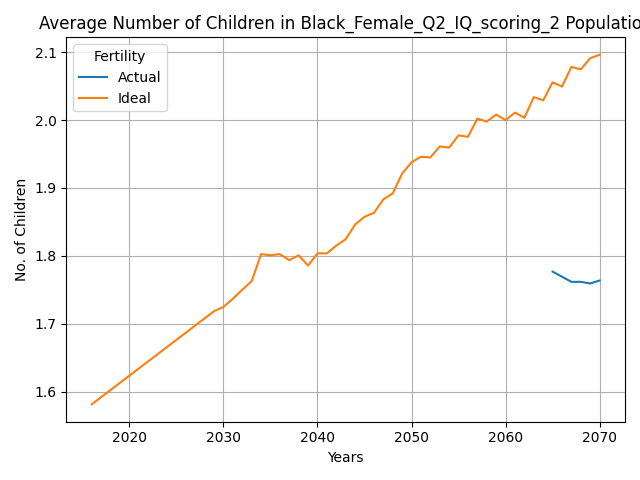 Average Number of Children in Black_Female_Q2_IQ_scoring_2 Populatio
Fertility
Actual
Ideal
2.1
2.0
1.9
1.8
1.7
1.6
No. of Children
2020 2030 2040 2050 2060 2070
Years